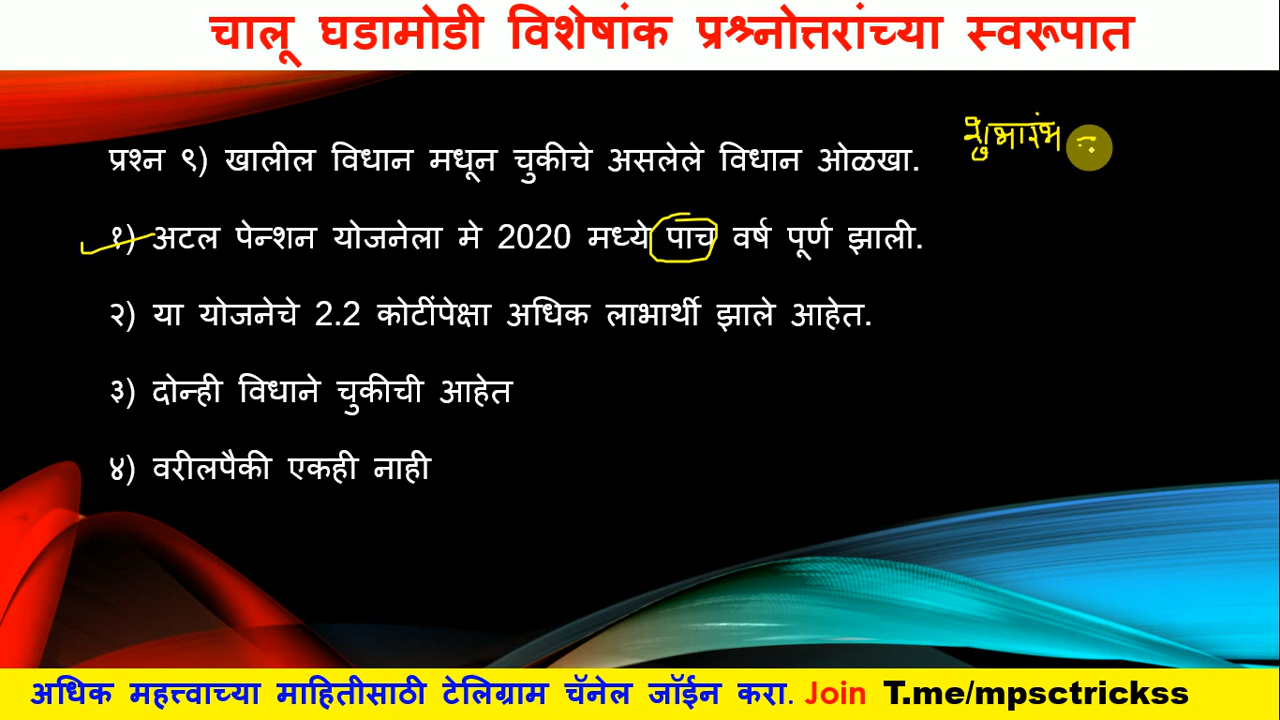 चालू घडामोडी विशेषांक प्रश्नोत्तरांच्या स्वरूपात
शुभारंभ -
प्रश्न ९) खालील विधान मधून चुकीचे असलेले विधान ओळखा.
१) अटल पेन्शन योजनेला मे 2020 मध्ये पाच वर्ष पूर्ण झाली.
२) या योजनेचे 2.2 कोटींपेक्षा अधिक लाभार्थी झाले आहेत.
३) दोन्ही विधाने चुकीची आहेत
४) वरीलपैकी एकही नाही
अधिक महत्त्वाच्या माहितीसाठी टेलिग्राम चॅनेल जॉईन करा. Join T.me/mpsctrickss